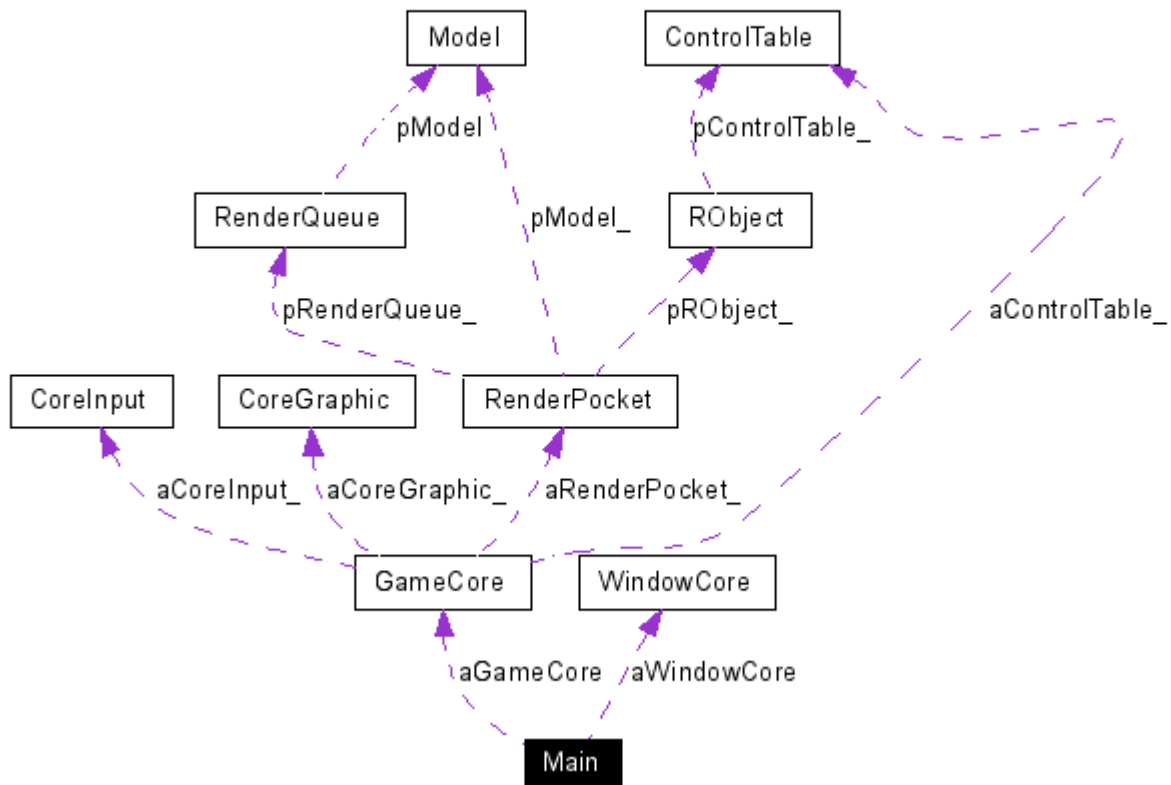 Model
ControlTable
pModel
pControlTable_
RenderQueue
pModel_
RObject
pRenderQueue_
pRObject_
aControlTable_
CoreInput
CoreGraphic
RenderPocket
aCoreInput_
aCoreGraphic_
aRenderPocket_
GameCore
WindowCore
aGameCore
aWindowCore
Main